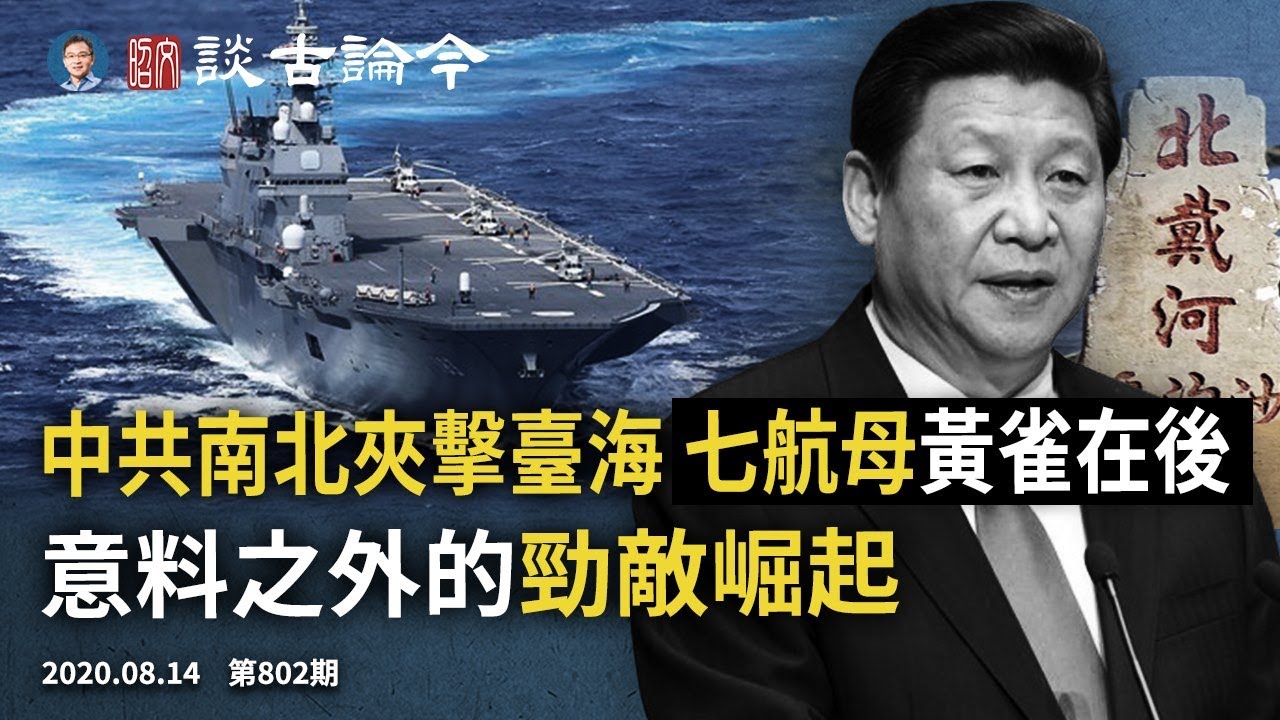 文昭 談古論今
北戴河
中共南北夾擊臺海 七航母黃雀在後
意料之外的勁敵崛起
2020.08.14 第802期